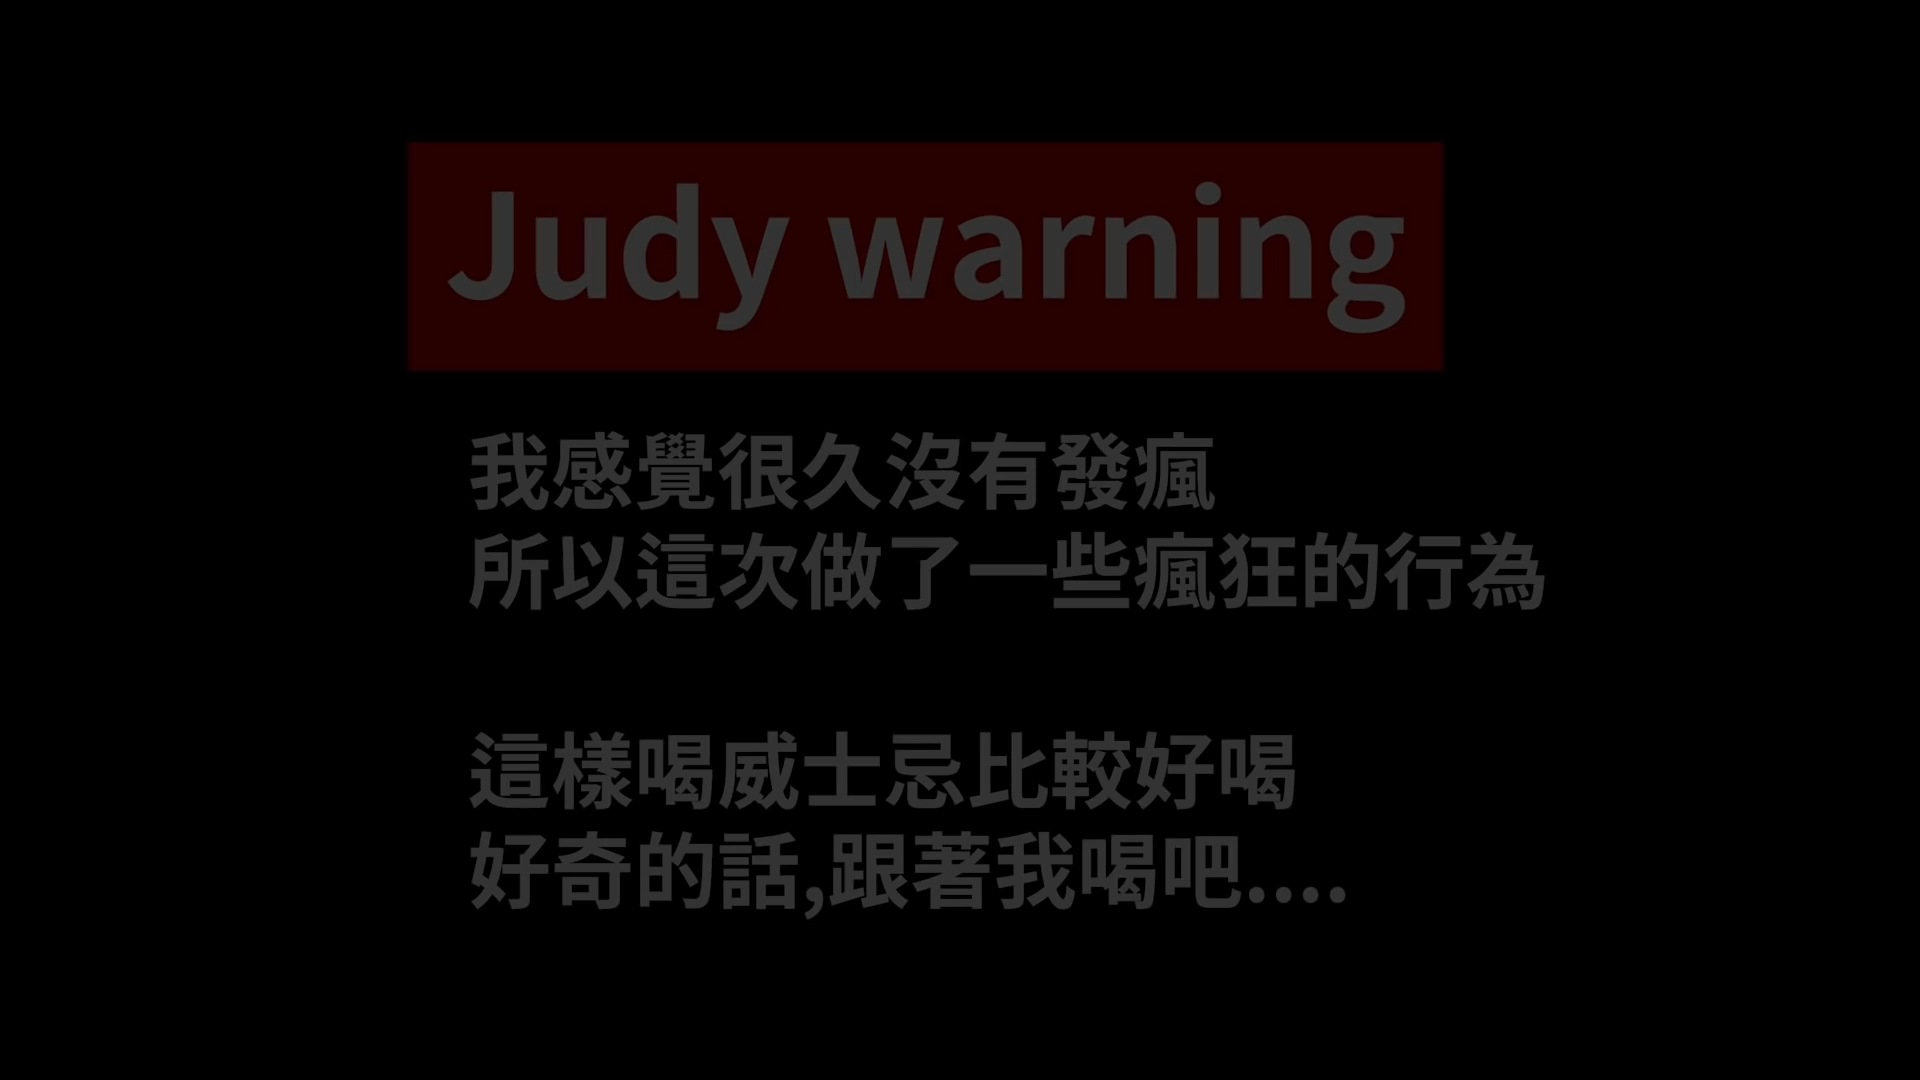 Judy warning
我感覺很久沒有發瘋
所以這次做了一些瘋狂的行為
這樣喝威士忌比較好喝
好奇的話,跟著我喝吧....